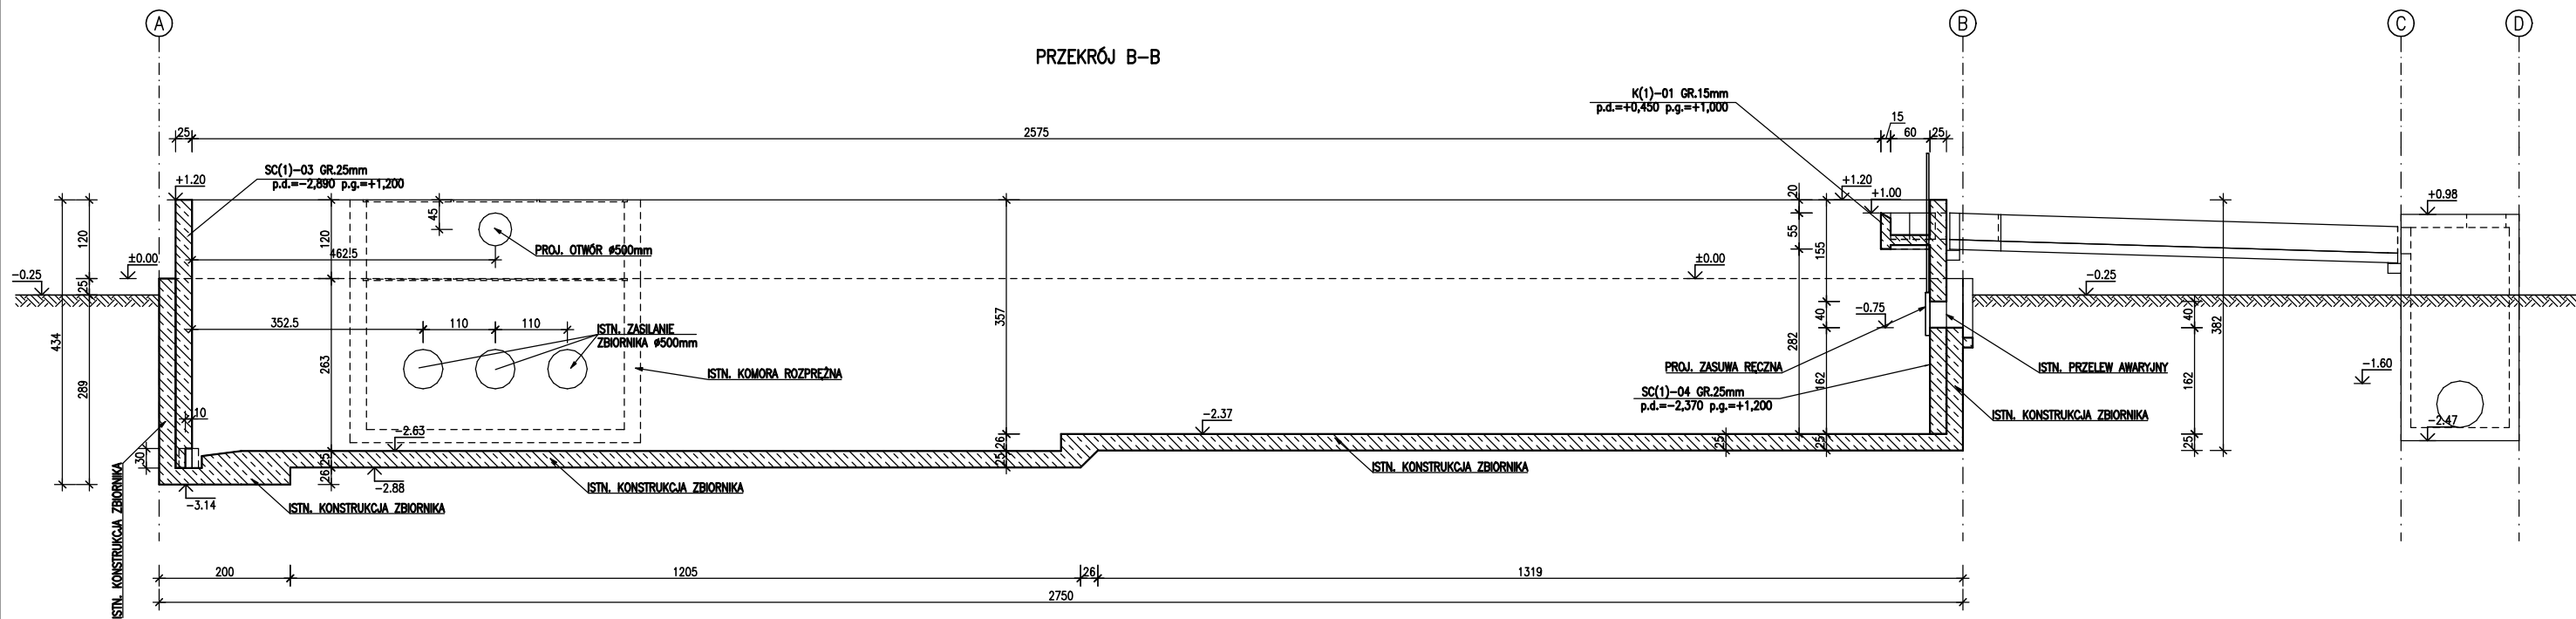 A
B
C
D
PRZEKRÓJ B-B
K(1)-01 GR.15mm
p.d.=+0,450 p.g.=+1,000
25
2575
15
60
25
SC(1)-03 GR.25mm
p.d.=-2,890 p.g.=+1,200
+1.20
+1.20
+1.00
+0.98
20
45
120
120
PROJ. OTWÓR ø500mm
462.5
55
155
±0.00
±0.00
-0.25
-0.25
25
434
289
352.5
110
110
ISTN. ZASILANIE
ZBIORNIKA ø500mm
357
263
282
40
-0.75
40
382
ISTN. KOMORA ROZPRĘŻNA
PROJ. ZASUWA RĘCZNA
ISTN. PRZELEW AWARYJNY
-1.60
SC(1)-04 GR.25mm
p.d.=-2,370 p.g.=+1,200
162
162
ISTN. KONSTRUKCJA ZBIORNIKA
10
-2.63
-2.37
-2.47
30
25
26
26
25
25
25
25
ISTN. KONSTRUKCJA ZBIORNIKA
-2.88
ISTN. KONSTRUKCJA ZBIORNIKA
-3.14
ISTN. KONSTRUKCJA ZBIORNIKA
ISTN. KONSTRUKCJA ZBIORNIKA
200
1205
26
1319
2750